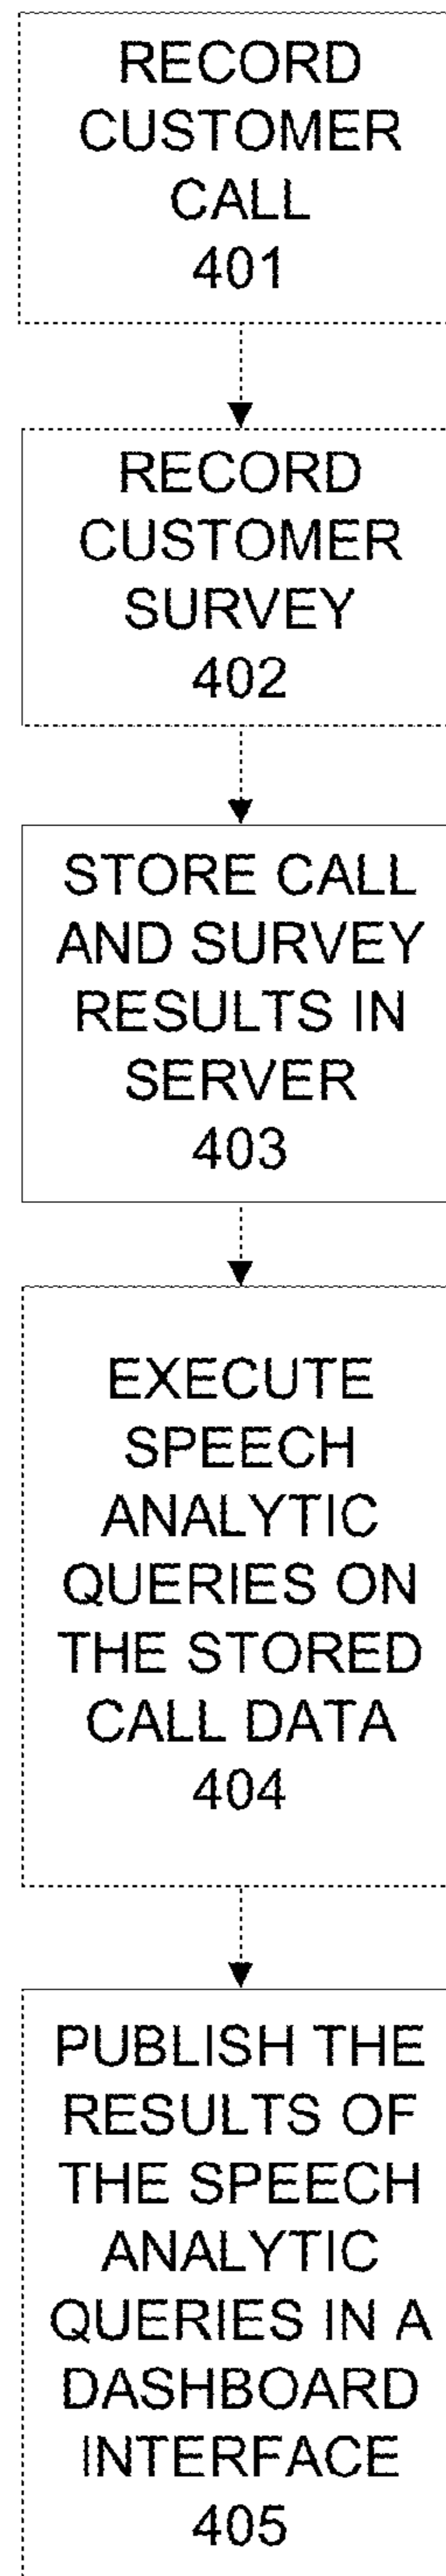 RECORD
CUSTOMER
CALL
401
RECORD
CUSTOMER
SURVEY
402
STORE CALL
AND SURVEY
RESULTS IN
SERVER
403
EXECUTE
SPEECH
ANALYTIC
QUERIES ON
THE STORED
CALL DATA
404
PUBLISH THE
RESULTS OF
THE SPEECH
ANALYTIC
QUERIES IN A
DASHBOARD
INTERFACE
405